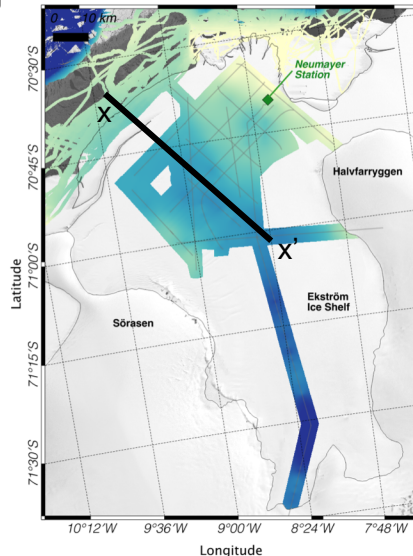 0 10 km
Neumayer
Station
X
Halvfarryggen
X'
Ekström
Ice Shelf
Sörasen
Latitude
70°30'S
70°45'S
71°00'S
71°15'S
71°30'S
10°12'W 9°36'W 9°00'W 8°24'W 7°48'W
Longitude